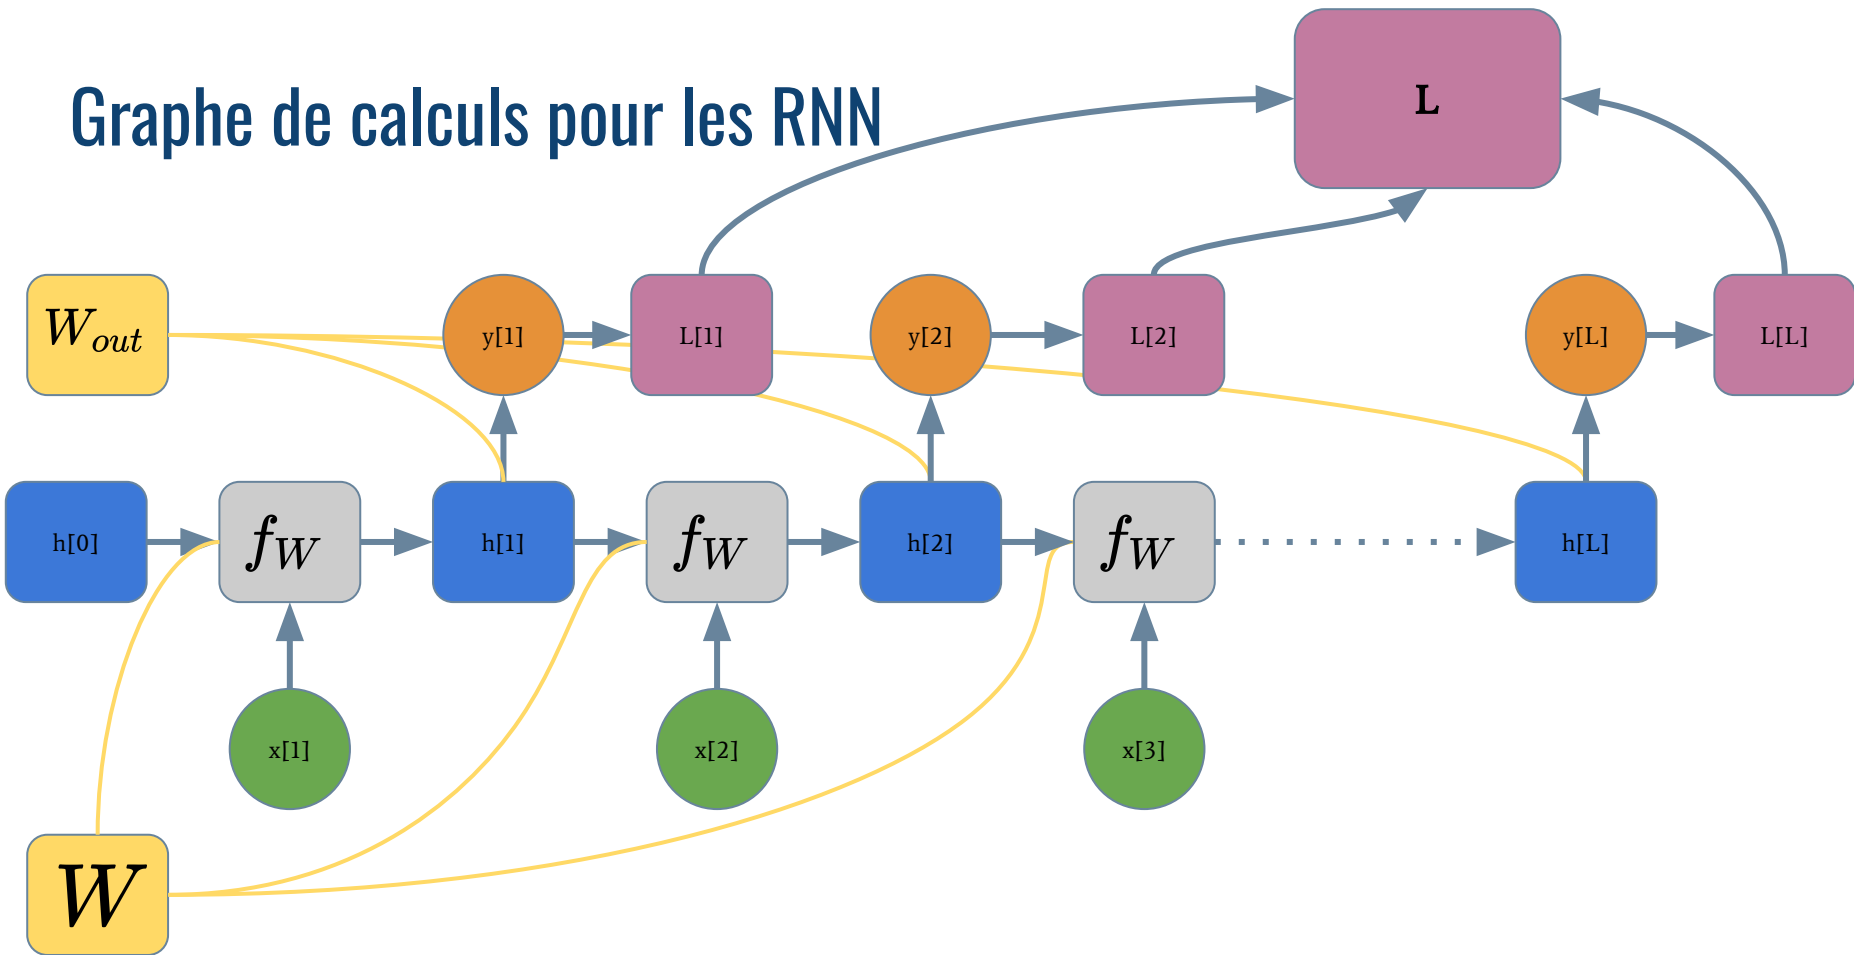 Graphe de calculs pour les RNN
L
W_out
y[1]
L[1]
y[2]
L[2]
y[L]
L[L]
h[0]
f_W
h[1]
f_W
h[2]
f_W
h[L]
x[1]
x[2]
x[3]
W